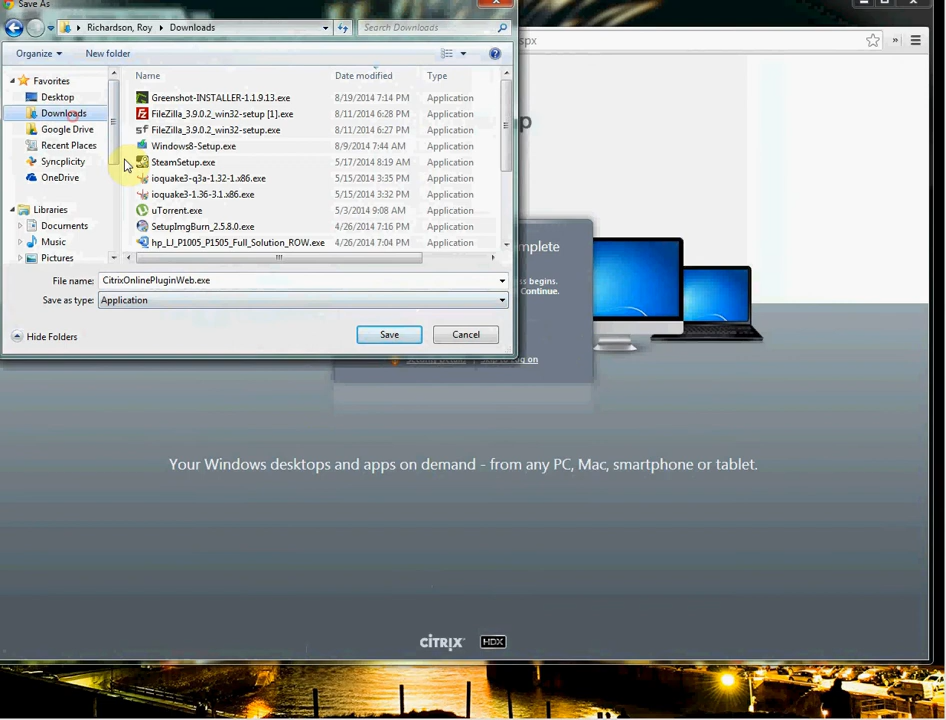 Save As
Richardson, Roy
Downloads
Search Downloads
spx
»
Organize
New folder
Favorites
Desktop
Downloads
Google Drive
Recent Places
Syncplicity
OneDrive
Libraries
Documents
Music
Pictures
Name Date modified Type
Greenshot-INSTALLER-1.1.9.13.exe 8/19/2014 7:14 PM Application
FileZilla_3.9.0.2_win32-setup [1].exe 8/11/2014 6:28 PM Application
FileZilla_3.9.0.2_win32-setup.exe 8/11/2014 6:27 PM Application
Windows8-Setup.exe 8/9/2014 7:44 AM Application
SteamSetup.exe 5/17/2014 8:19 AM Application
ioquake3-q3a-1.32-1.x86.exe 5/15/2014 3:35 PM Application
ioquake3-1.36-3.1.x86.exe 5/15/2014 3:32 PM Application
uTorrent.exe 5/3/2014 9:08 AM Application
SetupImgBurn_2.5.8.0.exe 4/26/2014 7:16 PM Application
hp_LJ_P1005_P1505_Full_Solution_ROW.exe 4/26/2014 7:04 PM Application
File name: CitrixOnlinePluginWeb.exe
Save as type: Application
Hide Folders
Save
Cancel
p
mplete
ss begins.
Continue.
Security Details
Skip to Log on
Your Windows desktops and apps on demand - from any PC, Mac, smartphone or tablet.
CITRIX HDX